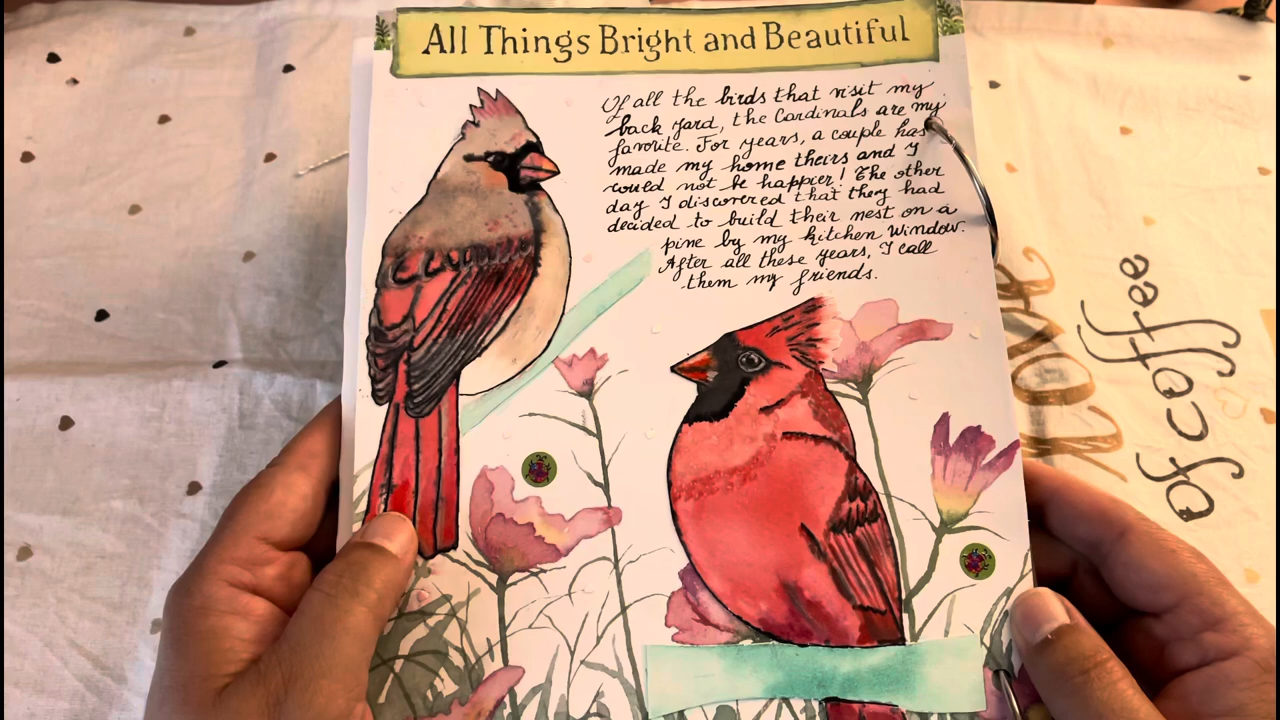 All Things Bright and Beautiful
Of all the birds that visit my
back yard, the Cardinals are my
favorite. For years, a couple has
made my home theirs and I
could not be happier! The other
day I discovered that they had
decided to build their nest on a
pine by my kitchen window.
After all these years, I call
them my friends.
of coffee